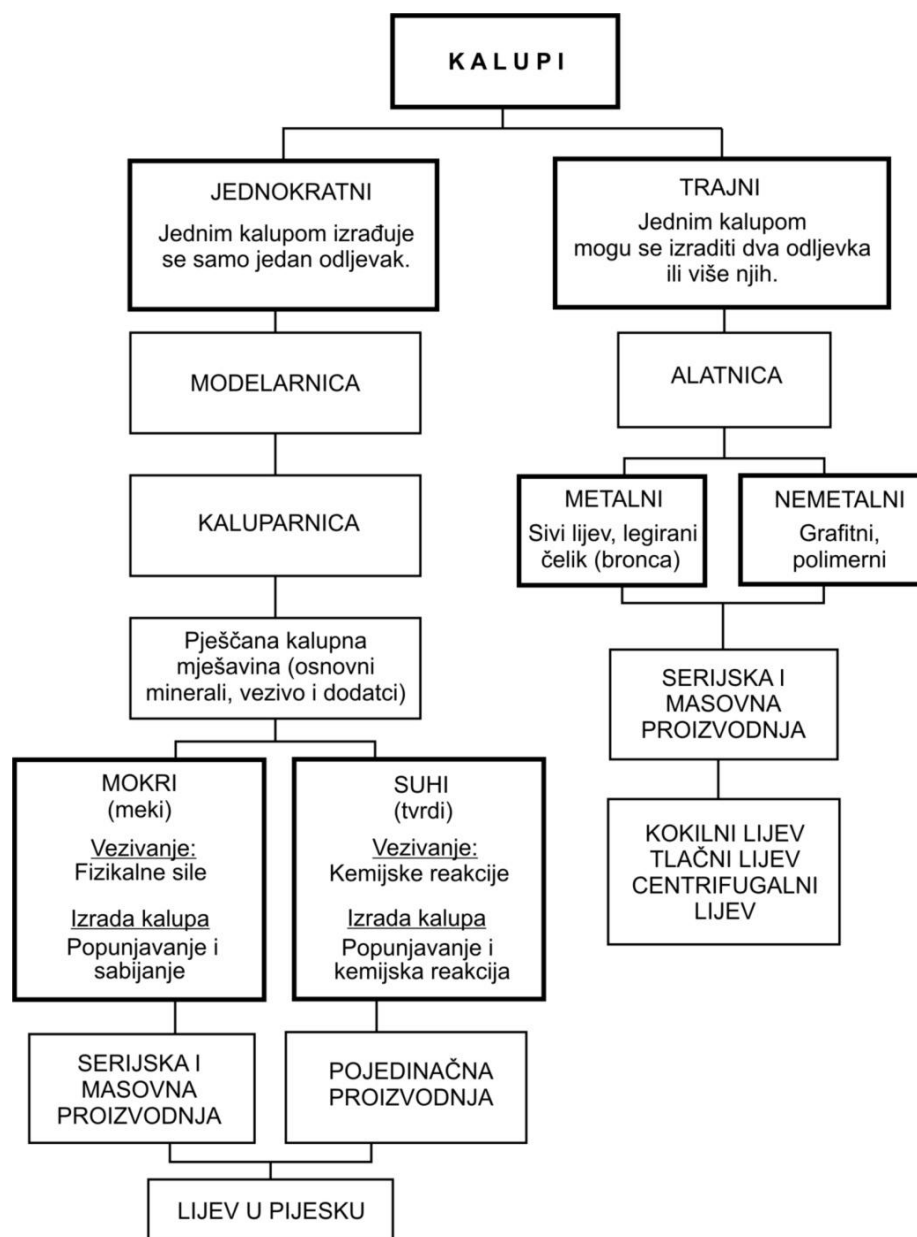 KALUPI
JEDNOKRATNI
Jednim kalupom izrađuje
se samo jedan odljevak.
TRAJNI
Jednim kalupom
mogu se izraditi dva odljevka
ili više njih.
MODELARNICA
ALATNICA
KALUPARNICA
METALNI
Sivi lijev, legirani
čelik (bronca)
NEMETALNI
Grafitni,
polimerni
Pješčana kalupna
mješavina (osnovni
minerali, vezivo i dodatci)
SERIJSKA I
MASOVNA
PROIZVODNJA
MOKRI
(meki)
Vezivanje:
Fizikalne sile
Izrada kalupa
Popunjavanje i
sabijanje
SUHI
(tvrdi)
Vezivanje:
Kemijske reakcije
Izrada kalupa
Popunjavanje i
kemijska reakcija
KOKILNI LIJEV
TLAČNI LIJEV
CENTRIFUGALNI
LIJEV
SERIJSKA I
MASOVNA
PROIZVODNJA
POJEDINAČNA
PROIZVODNJA
LIJEV U PIJESKU